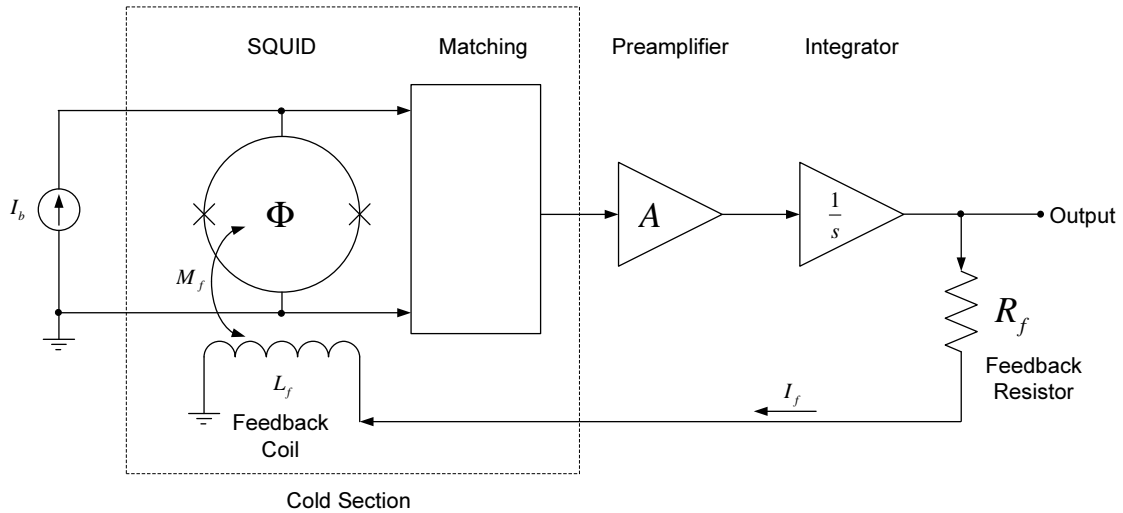 SQUID
Matching
Preamplifier
Integrator
I_b
Φ
A
1/s
Output
M_f
R_f
L_f
Feedback
Resistor
I_f
Feedback
Coil
Cold Section